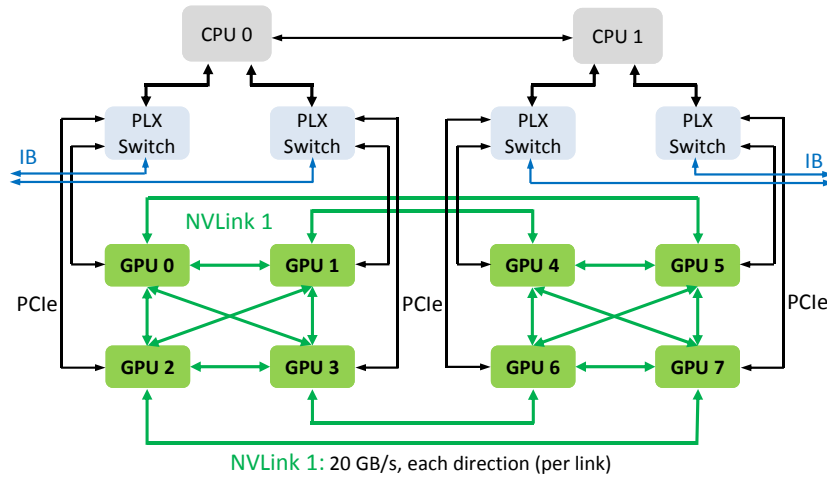 CPU 0
CPU 1
PLX
Switch
PLX
Switch
PLX
Switch
PLX
Switch
IB
IB
NVLink 1
GPU 0
GPU 1
GPU 4
GPU 5
PCIe
PCIe
PCIe
GPU 2
GPU 3
GPU 6
GPU 7
NVLink 1: 20 GB/s, each direction (per link)